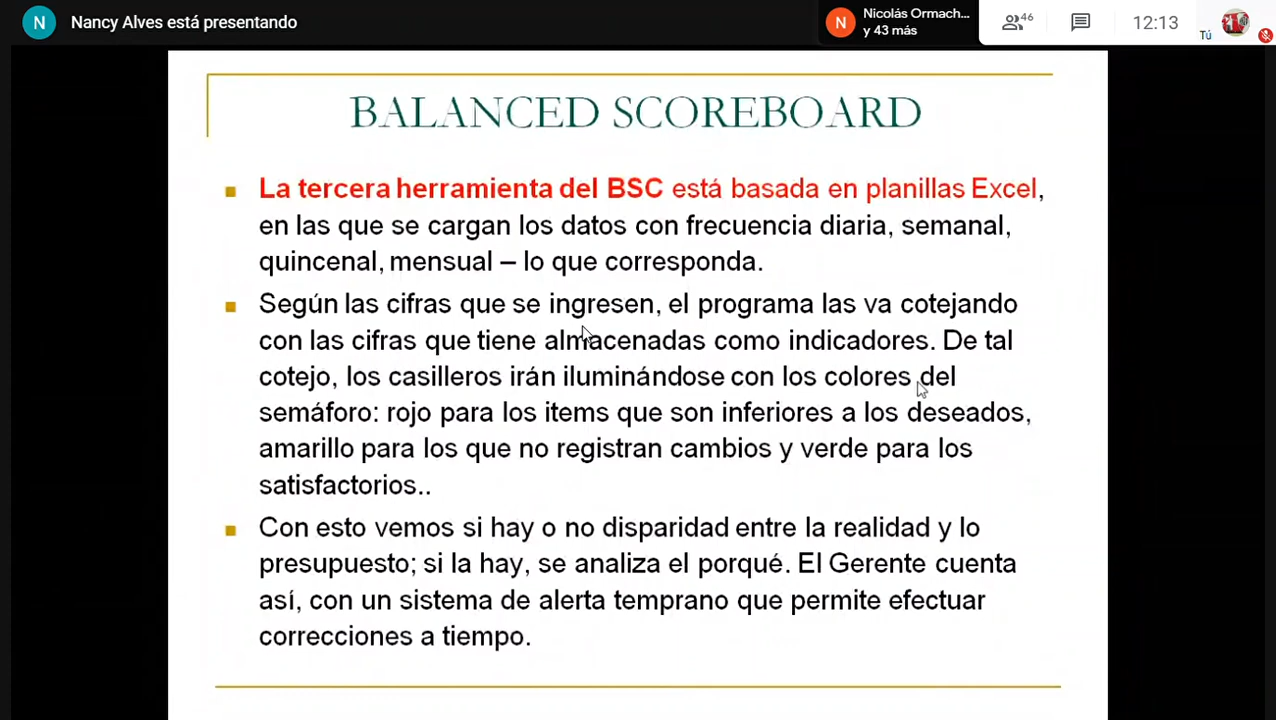 N Nancy Alves está presentando
N Nicolás Ormach...
y 43 más
46
12:13
Tú
BALANCED SCOREBOARD
La tercera herramienta del BSC está basada en planillas Excel,
en las que se cargan los datos con frecuencia diaria, semanal,
quincenal, mensual – lo que corresponda.
Según las cifras que se ingresen, el programa las va cotejando
con las cifras que tiene almacenadas como indicadores. De tal
cotejo, los casilleros irán iluminándose con los colores del
semáforo: rojo para los items que son inferiores a los deseados,
amarillo para los que no registran cambios y verde para los
satisfactorios..
Con esto vemos si hay o no disparidad entre la realidad y lo
presupuesto; si la hay, se analiza el porqué. El Gerente cuenta
así, con un sistema de alerta temprano que permite efectuar
correcciones a tiempo.